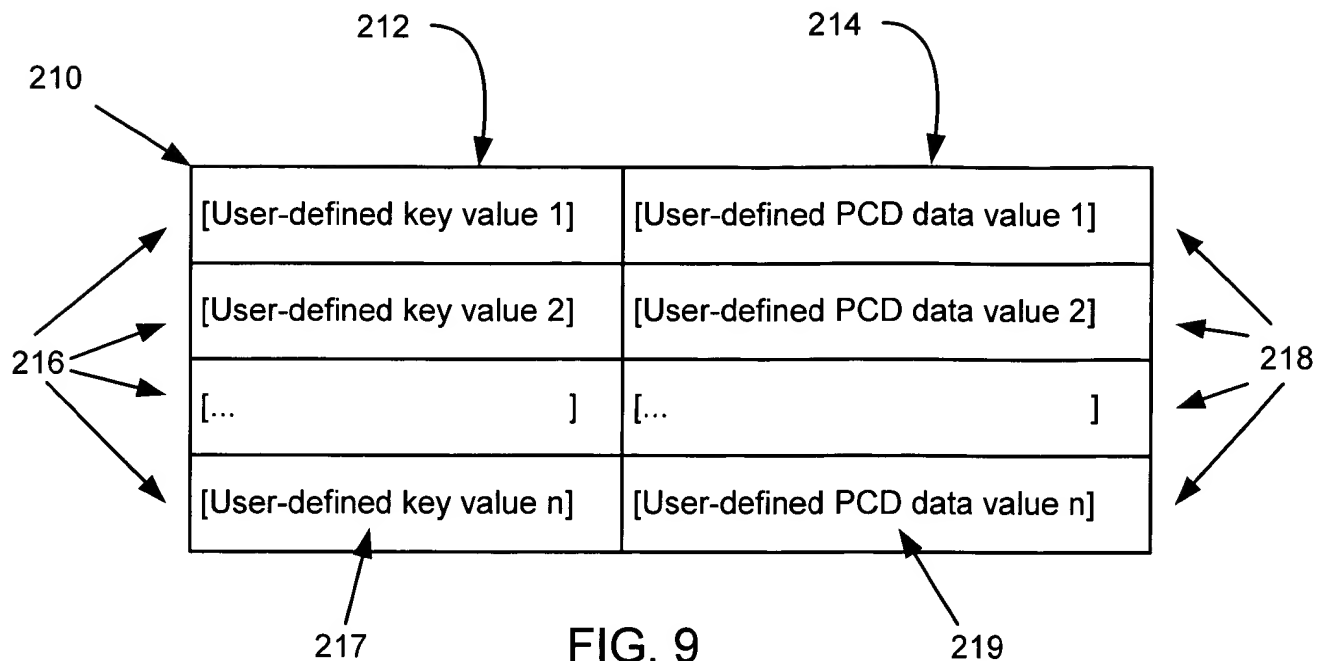 212
214
210
[User-defined key value 1] [User-defined PCD data value 1]
[User-defined key value 2] [User-defined PCD data value 2]
216
218
[... ] [... ]
[User-defined key value n] [User-defined PCD data value n]
217
FIG. 9
219